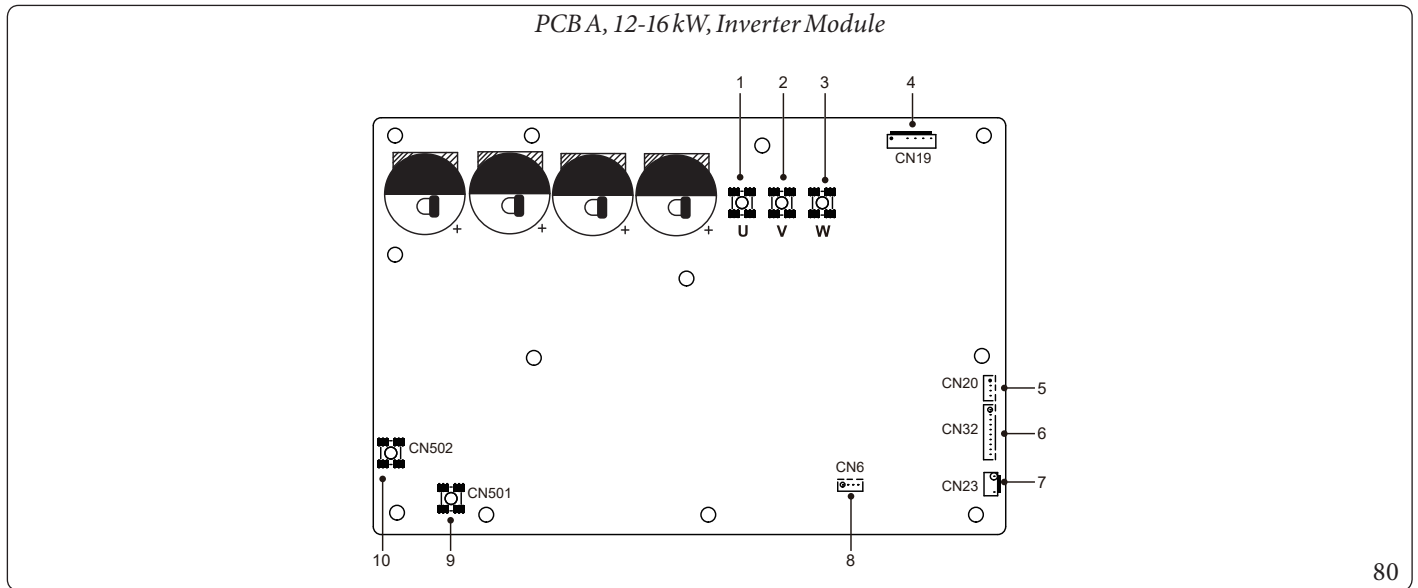 PCB A, 12-16 kW, Inverter Module
1 2 3 4
CN19
+ + + +
U V W
CN20 5
CN32 6
CN502
CN6
CN23 7
CN501
10 9 8
80